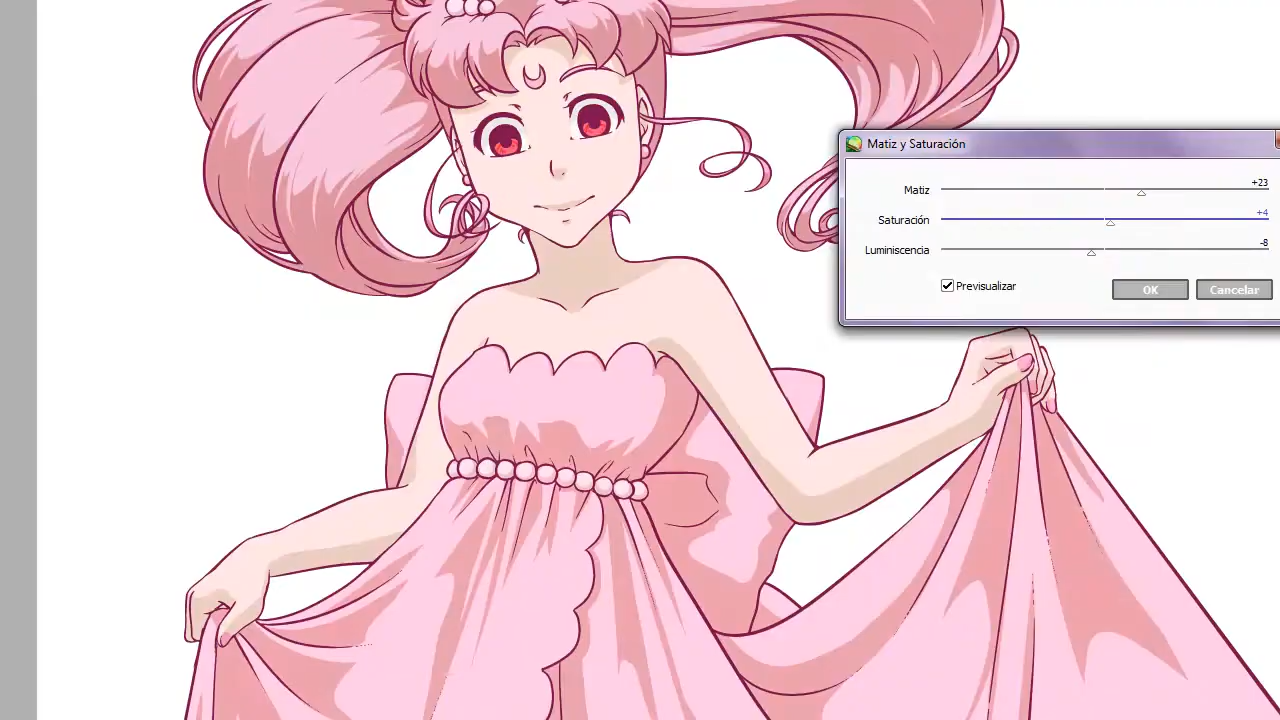 Matiz y Saturación
Matiz +23
Saturación +4
Luminiscencia -8
Previsualizar OK Cancelar